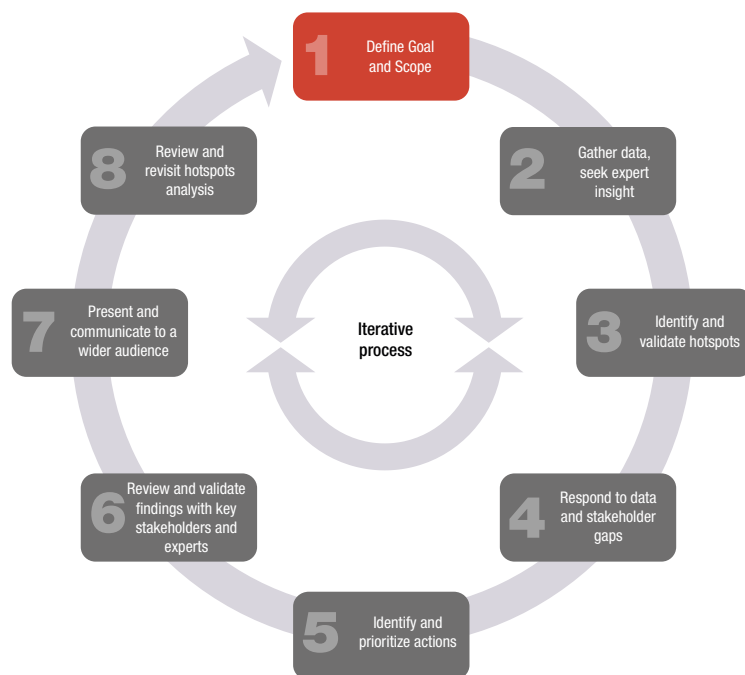 1
Define Goal
and Scope
2
Gather data,
seek expert
insight
3
Identify and
validate hotspots
4
Respond to data
and stakeholder
gaps
5
Identify and
prioritize actions
6
Review and validate
findings with key
stakeholders and
experts
7
Present and
communicate to a
wider audience
8
Review and
revisit hotspots
analysis
Iterative
process